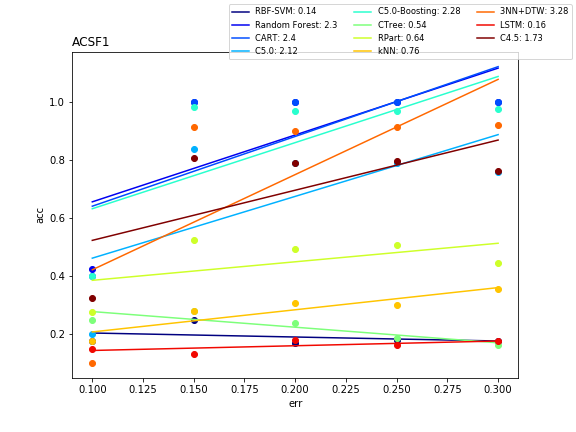 RBF-SVM: 0.14
Random Forest: 2.3
CART: 2.4
C5.0: 2.12
C5.0-Boosting: 2.28
CTree: 0.54
RPart: 0.64
kNN: 0.76
3NN+DTW: 3.28
LSTM: 0.16
C4.5: 1.73
ACSF1
acc
1.0
0.8
0.6
0.4
0.2
0.100 0.125 0.150 0.175 0.200 0.225 0.250 0.275 0.300
err